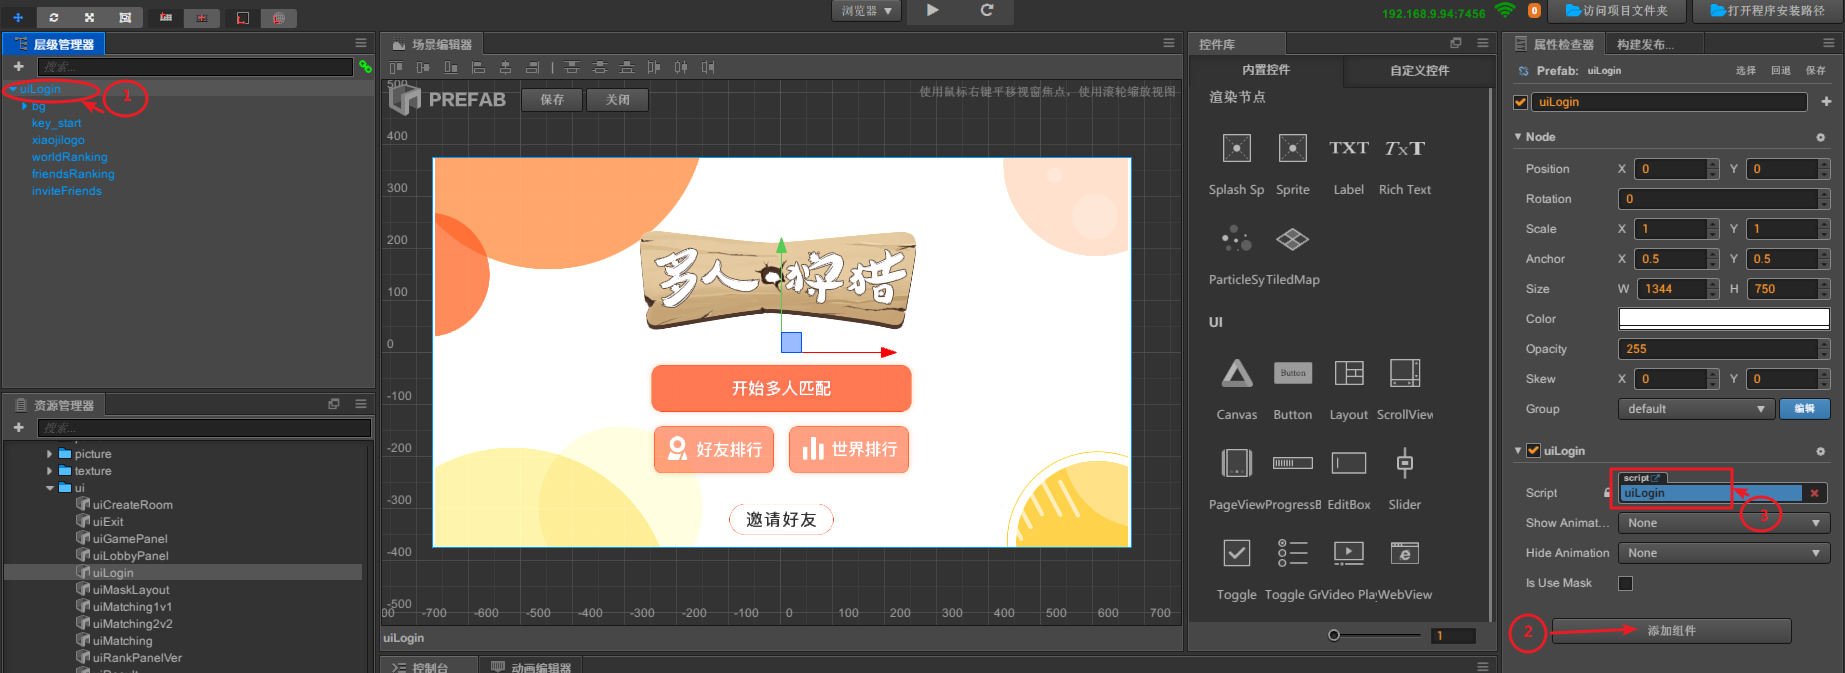 浏览器
192.168.9.94:7456
0
访问项目文件夹
打开程序安装路径
层级管理器
搜索...
uiLogin
1
bg
key_start
xiaojilogo
worldRanking
friendsRanking
inviteFriends
资源管理器
搜索...
picture
texture
ui
uiCreateRoom
uiExit
uiGamePanel
uiLobbyPanel
uiLogin
uiMaskLayout
uiMatching1v1
uiMatching2v2
uiMatching
uiRankPanelVer
场景编辑器
PREFAB
保存
关闭
使用鼠标右键平移视窗焦点，使用滚轮缩放视图
500
400
300
200
100
0
-100
-200
-300
-400
-500
多人狩猎
开始多人匹配
好友排行
世界排行
邀请好友
00
-700
-600
-500
-400
-300
-200
-100
0
100
200
300
400
500
600
700
uiLogin
控制台
动画编辑器
控件库
内置控件
自定义控件
渲染节点
TXT
TxT
Splash Sp
Sprite
Label
Rich Text
ParticleSy
TiledMap
UI
Button
Canvas
Button
Layout
ScrollView
PageView
ProgressB
EditBox
Slider
Toggle
Toggle Gr
Video Pla
WebView
1
属性检查器
构建发布...
Prefab:
uiLogin
选择
回退
保存
uiLogin
Node
Position
X
0
Y
0
Rotation
0
Scale
X
1
Y
1
Anchor
X
0.5
Y
0.5
Size
W
1344
H
750
Color
Opacity
255
Skew
X
0
Y
0
Group
default
编辑
uiLogin
script
Script
uiLogin
3
Show Animat...
None
Hide Animation
None
Is Use Mask
2
添加组件